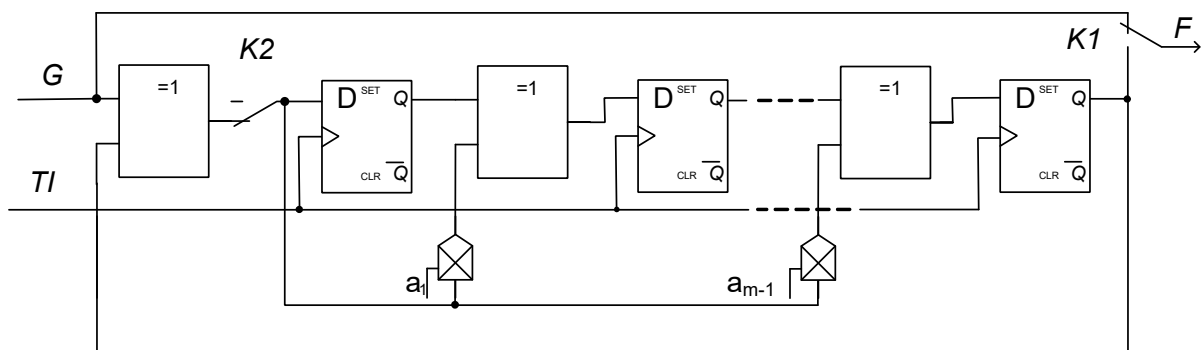 K2
K1
F
G
=1
D SET Q
CLR Q̅
=1
D SET Q
CLR Q̅
=1
D SET Q
CLR Q̅
TI
a₁
aₘ₋₁